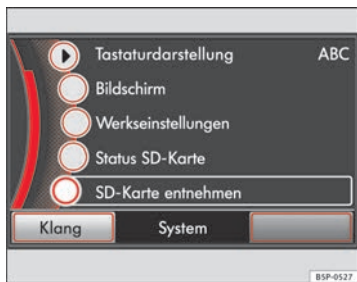 Tastaturdarstellung ABC
Bildschirm
Werkseinstellungen
Status SD-Karte
SD-Karte entnehmen
Klang System
B5P-0527